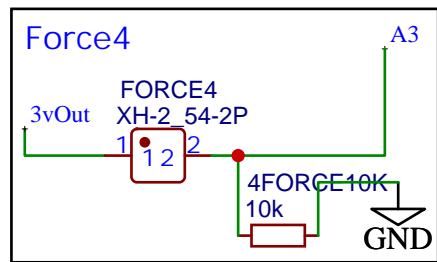 Force4
A3
FORCE4
3vOut
XH-2_54-2P
1
1 2
2
4FORCE10K
10k
GND